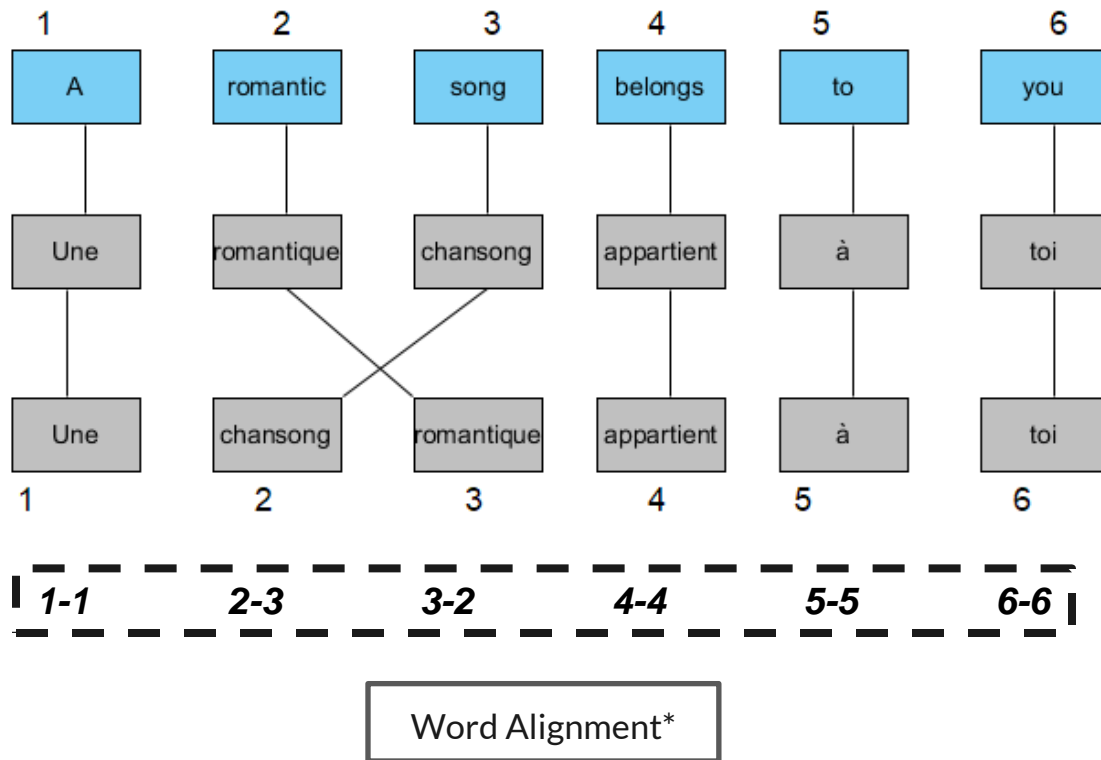 1 2 3 4 5 6
A romantic song belongs to you
Une romantique chansong appartient à toi
Une chansong romantique appartient à toi
1 2 3 4 5 6
1-1 2-3 3-2 4-4 5-5 6-6
Word Alignment*